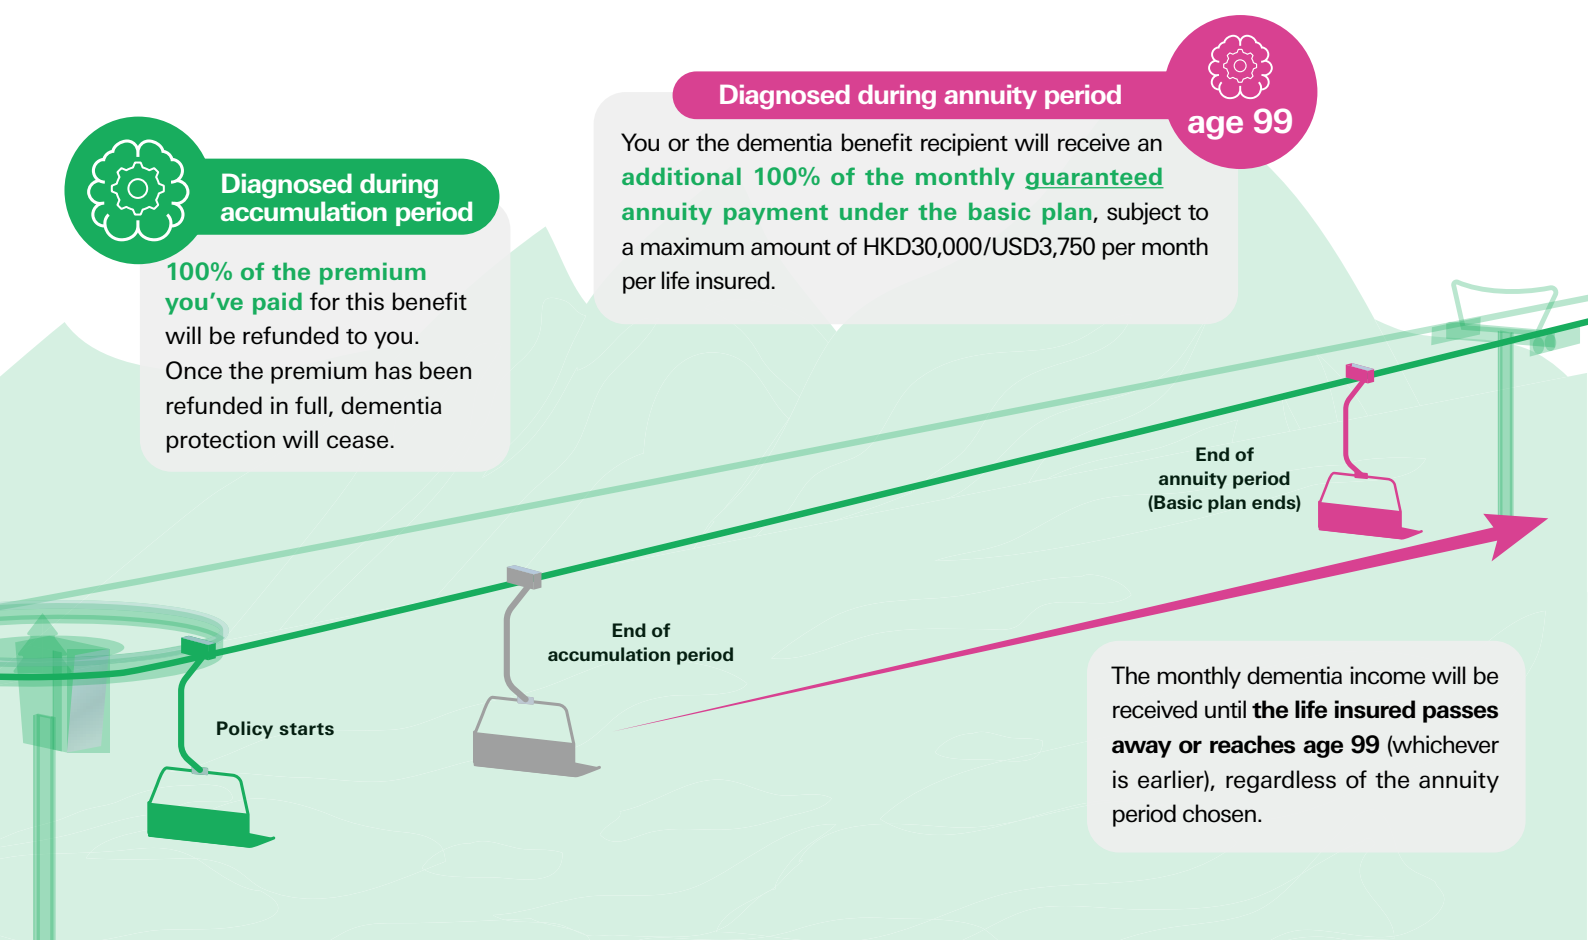 Diagnosed during
accumulation period
100% of the premium
you’ve paid for this benefit
will be refunded to you.
Once the premium has been
refunded in full, dementia
protection will cease.
Diagnosed during annuity period
age 99
You or the dementia benefit recipient will receive an
additional 100% of the monthly guaranteed
annuity payment under the basic plan, subject to
a maximum amount of HKD30,000/USD3,750 per month
per life insured.
Policy starts
End of
accumulation period
End of
annuity period
(Basic plan ends)
The monthly dementia income will be
received until the life insured passes
away or reaches age 99 (whichever
is earlier), regardless of the annuity
period chosen.